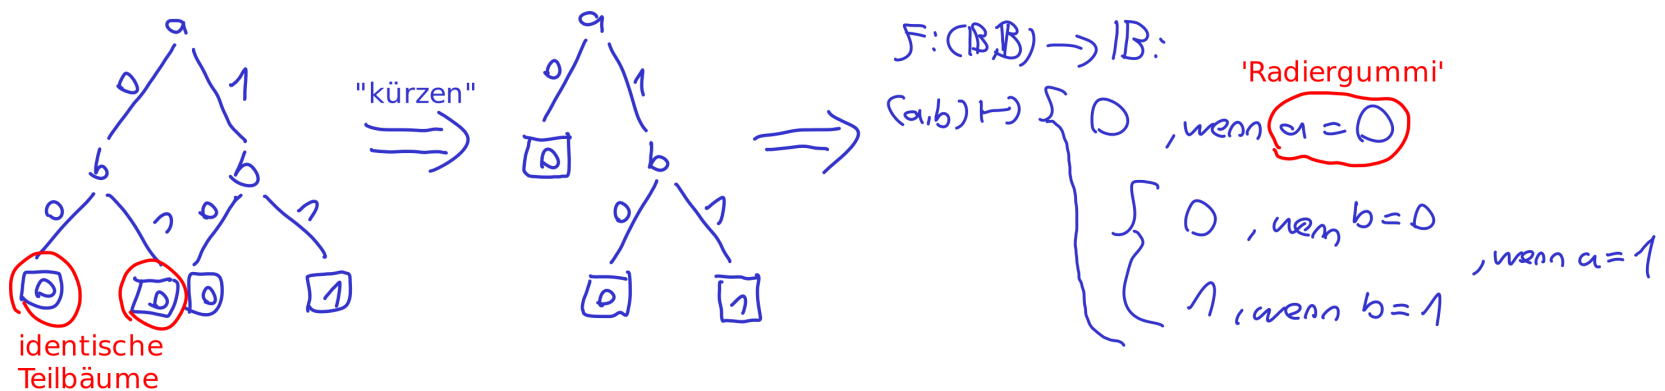 a
0 1
b b
0 1 0 1
0 0 0 1
identische
Teilbäume
"kürzen"
a
0 1
0 b
0 1
0 1
F:(𝔹,𝔹)→𝔹:
'Radiergummi'
(a,b) ↦ { 0 , wenn a = 0
{ 0 , wenn b = 0
, wenn a = 1
1 , wenn b = 1